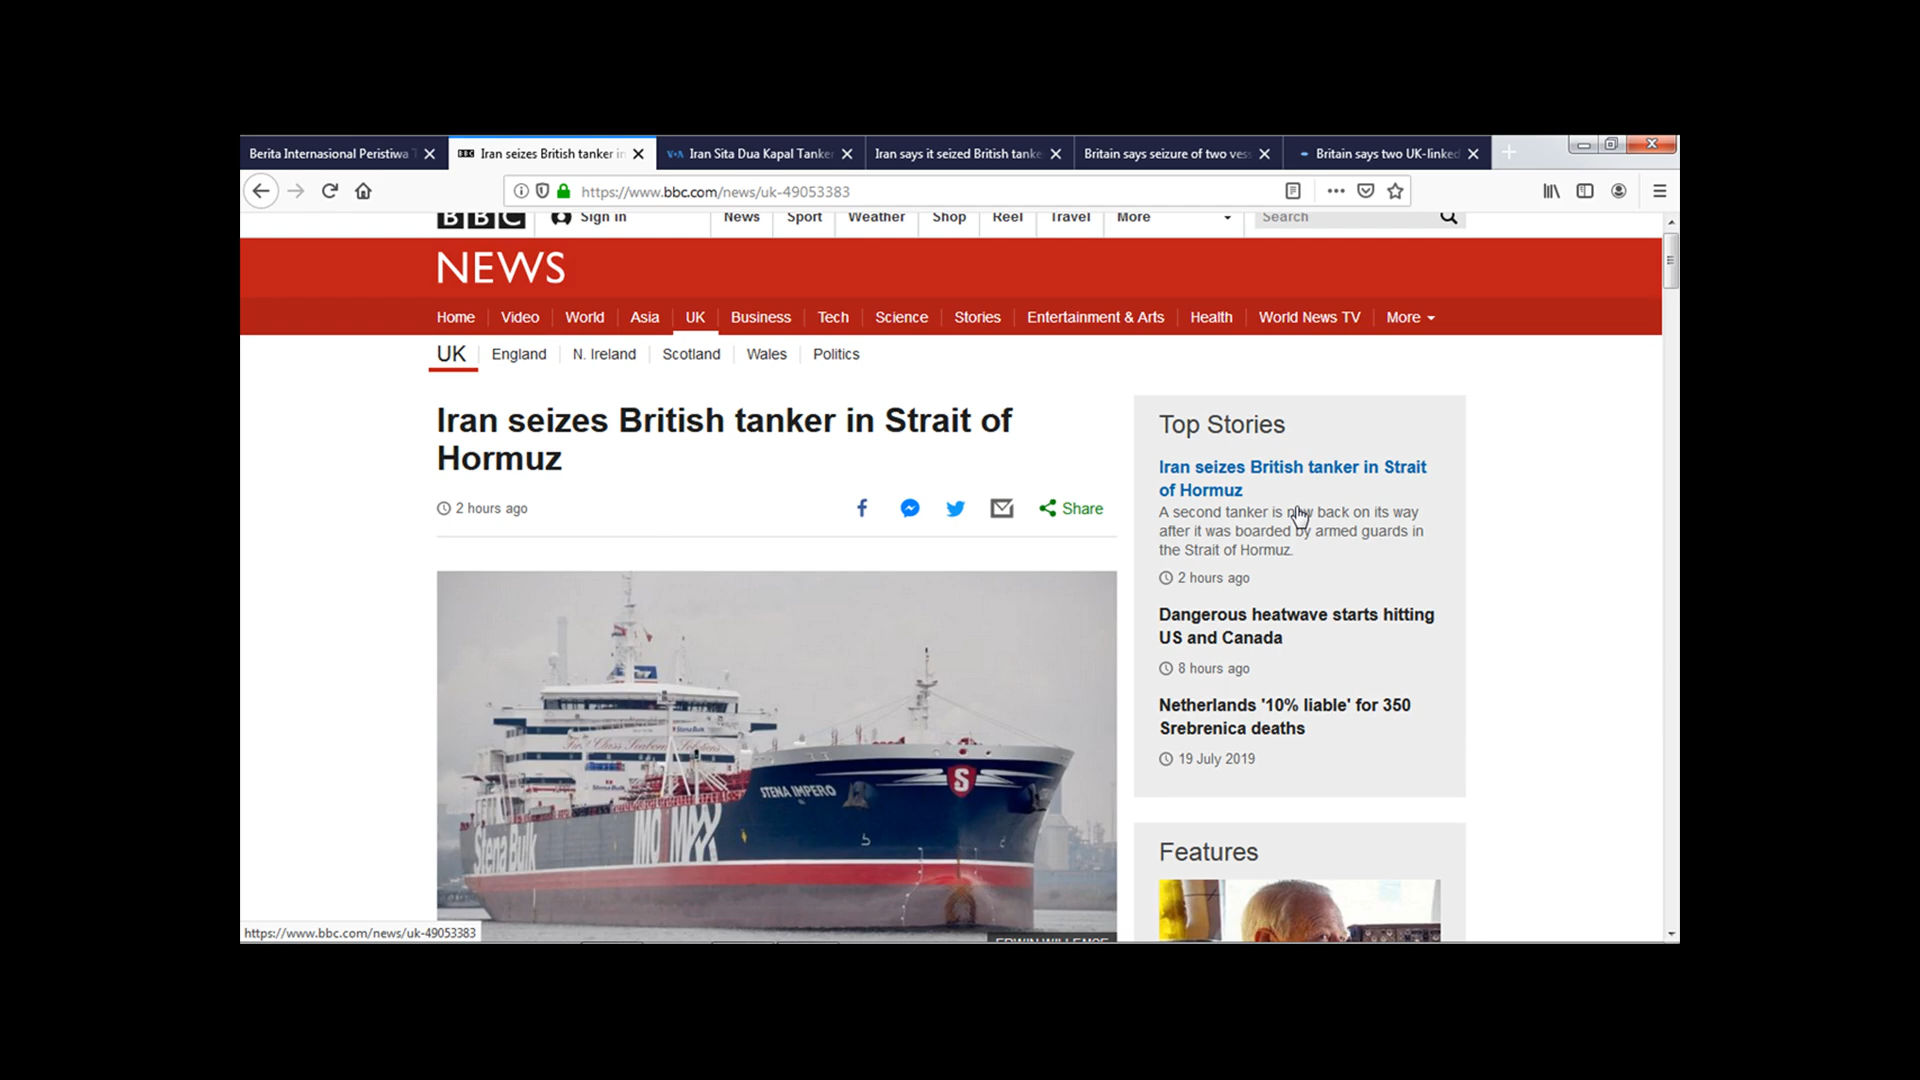 Berita Internasional Peristiwa
Iran seizes British tanker in
VOA Iran Sita Dua Kapal Tanker
Iran says it seized British tanke
Britain says seizure of two ves
Britain says two UK-linked
https://www.bbc.com/news/uk-49053383
BBC
Sign in
News
Sport
Weather
Shop
Reel
Travel
More
Search
NEWS
Home
Video
World
Asia
UK
Business
Tech
Science
Stories
Entertainment & Arts
Health
World News TV
More
UK
England
N. Ireland
Scotland
Wales
Politics
Iran seizes British tanker in Strait of
Hormuz
2 hours ago
Share
STENA IMPERO
Stena Bulk
S
Top Stories
Iran seizes British tanker in Strait
of Hormuz
A second tanker is now back on its way
after it was boarded by armed guards in
the Strait of Hormuz.
2 hours ago
Dangerous heatwave starts hitting
US and Canada
8 hours ago
Netherlands '10% liable' for 350
Srebrenica deaths
19 July 2019
Features
https://www.bbc.com/news/uk-49053383